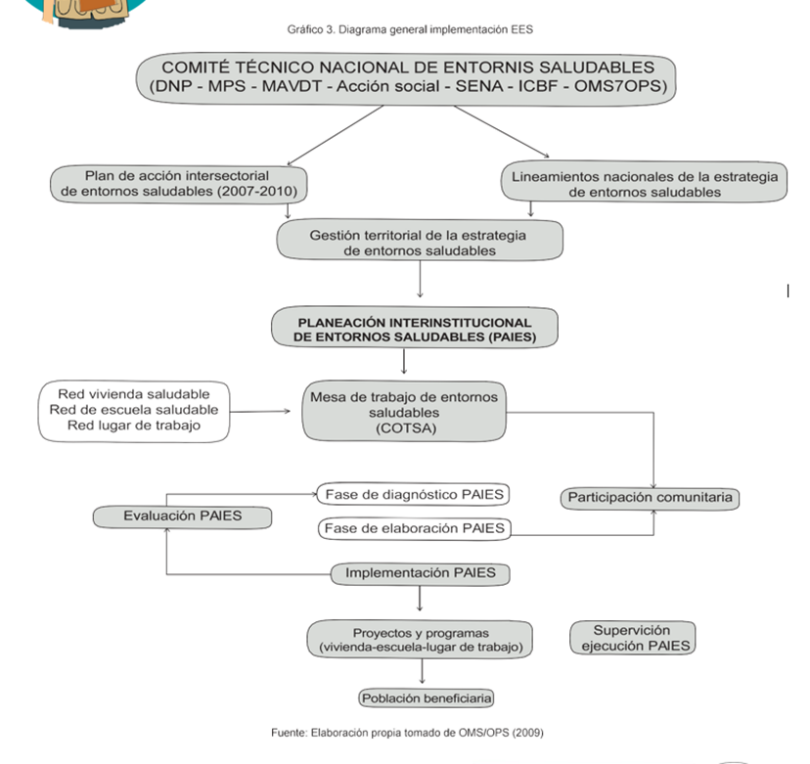 Gráfico 3. Diagrama general implementación EES
COMITÉ TÉCNICO NACIONAL DE ENTORNIS SALUDABLES
(DNP - MPS - MAVDT - Acción social - SENA - ICBF - OMS7OPS)
Plan de acción intersectorial
de entornos saludables (2007-2010)
Lineamientos nacionales de la estrategia
de entornos saludables
Gestión territorial de la estrategia
de entornos saludables
PLANEACIÓN INTERINSTITUCIONAL
DE ENTORNOS SALUDABLES (PAIES)
Red vivienda saludable
Red de escuela saludable
Red lugar de trabajo
Mesa de trabajo de entornos
saludables
(COTSA)
Fase de diagnóstico PAIES
Participación comunitaria
Evaluación PAIES
Fase de elaboración PAIES
Implementación PAIES
Proyectos y programas
(vivienda-escuela-lugar de trabajo)
Supervición
ejecución PAIES
Población beneficiaria
Fuente: Elaboración propia tomado de OMS/OPS (2009)